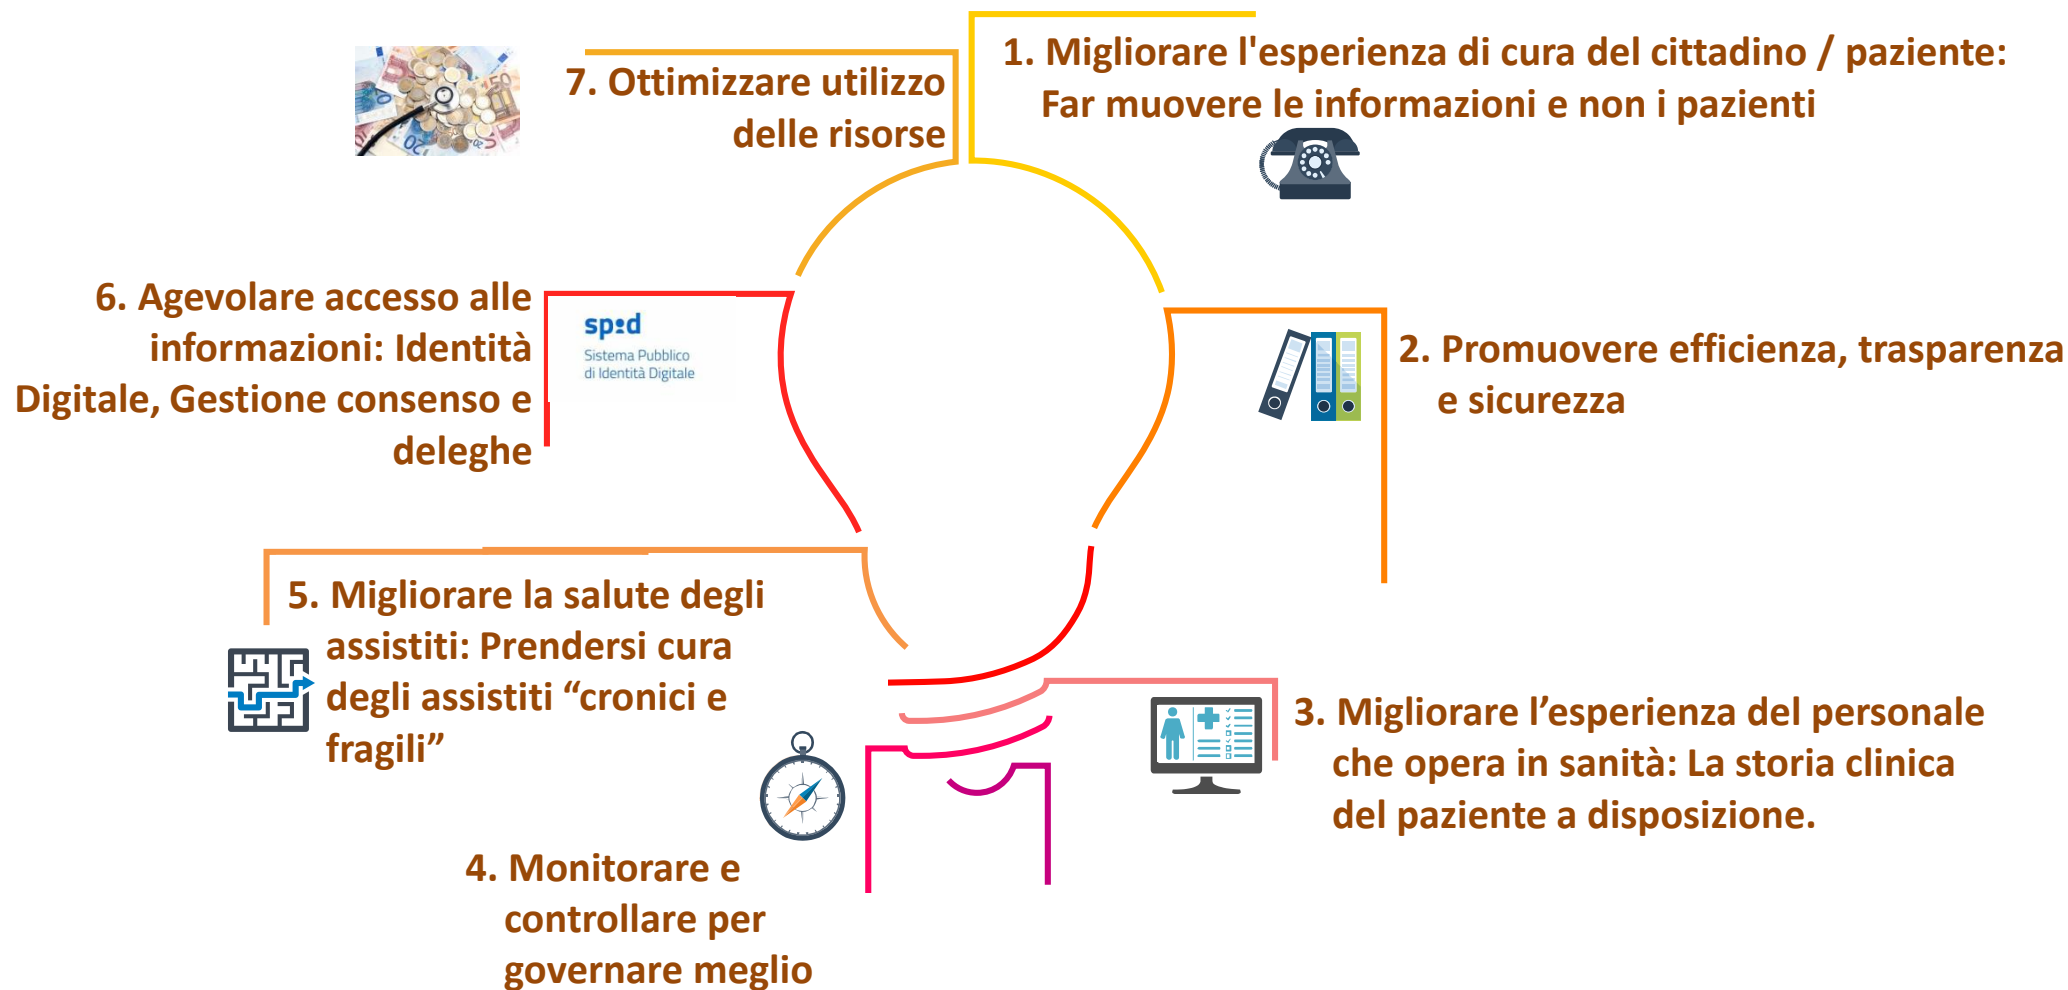 1. Migliorare l'esperienza di cura del cittadino / paziente:
Far muovere le informazioni e non i pazienti
2. Promuovere efficienza, trasparenza
e sicurezza
3. Migliorare l’esperienza del personale
che opera in sanità: La storia clinica
del paziente a disposizione.
4. Monitorare e
controllare per
governare meglio
5. Migliorare la salute degli
assistiti: Prendersi cura
degli assistiti “cronici e
fragili”
6. Agevolare accesso alle
informazioni: Identità
Digitale, Gestione consenso e
deleghe
spid
Sistema Pubblico
di Identità Digitale
7. Ottimizzare utilizzo
delle risorse